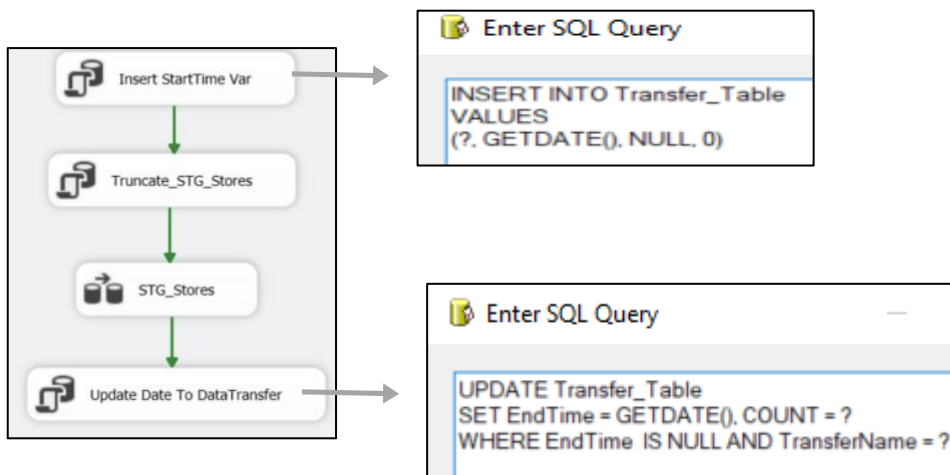 Insert StartTime Var
Truncate_STG_Stores
STG_Stores
Update Date To DataTransfer
Enter SQL Query
INSERT INTO Transfer_Table
VALUES
(?, GETDATE(), NULL, 0)
Enter SQL Query
UPDATE Transfer_Table
SET EndTime = GETDATE(), COUNT = ?
WHERE EndTime IS NULL AND TransferName = ?